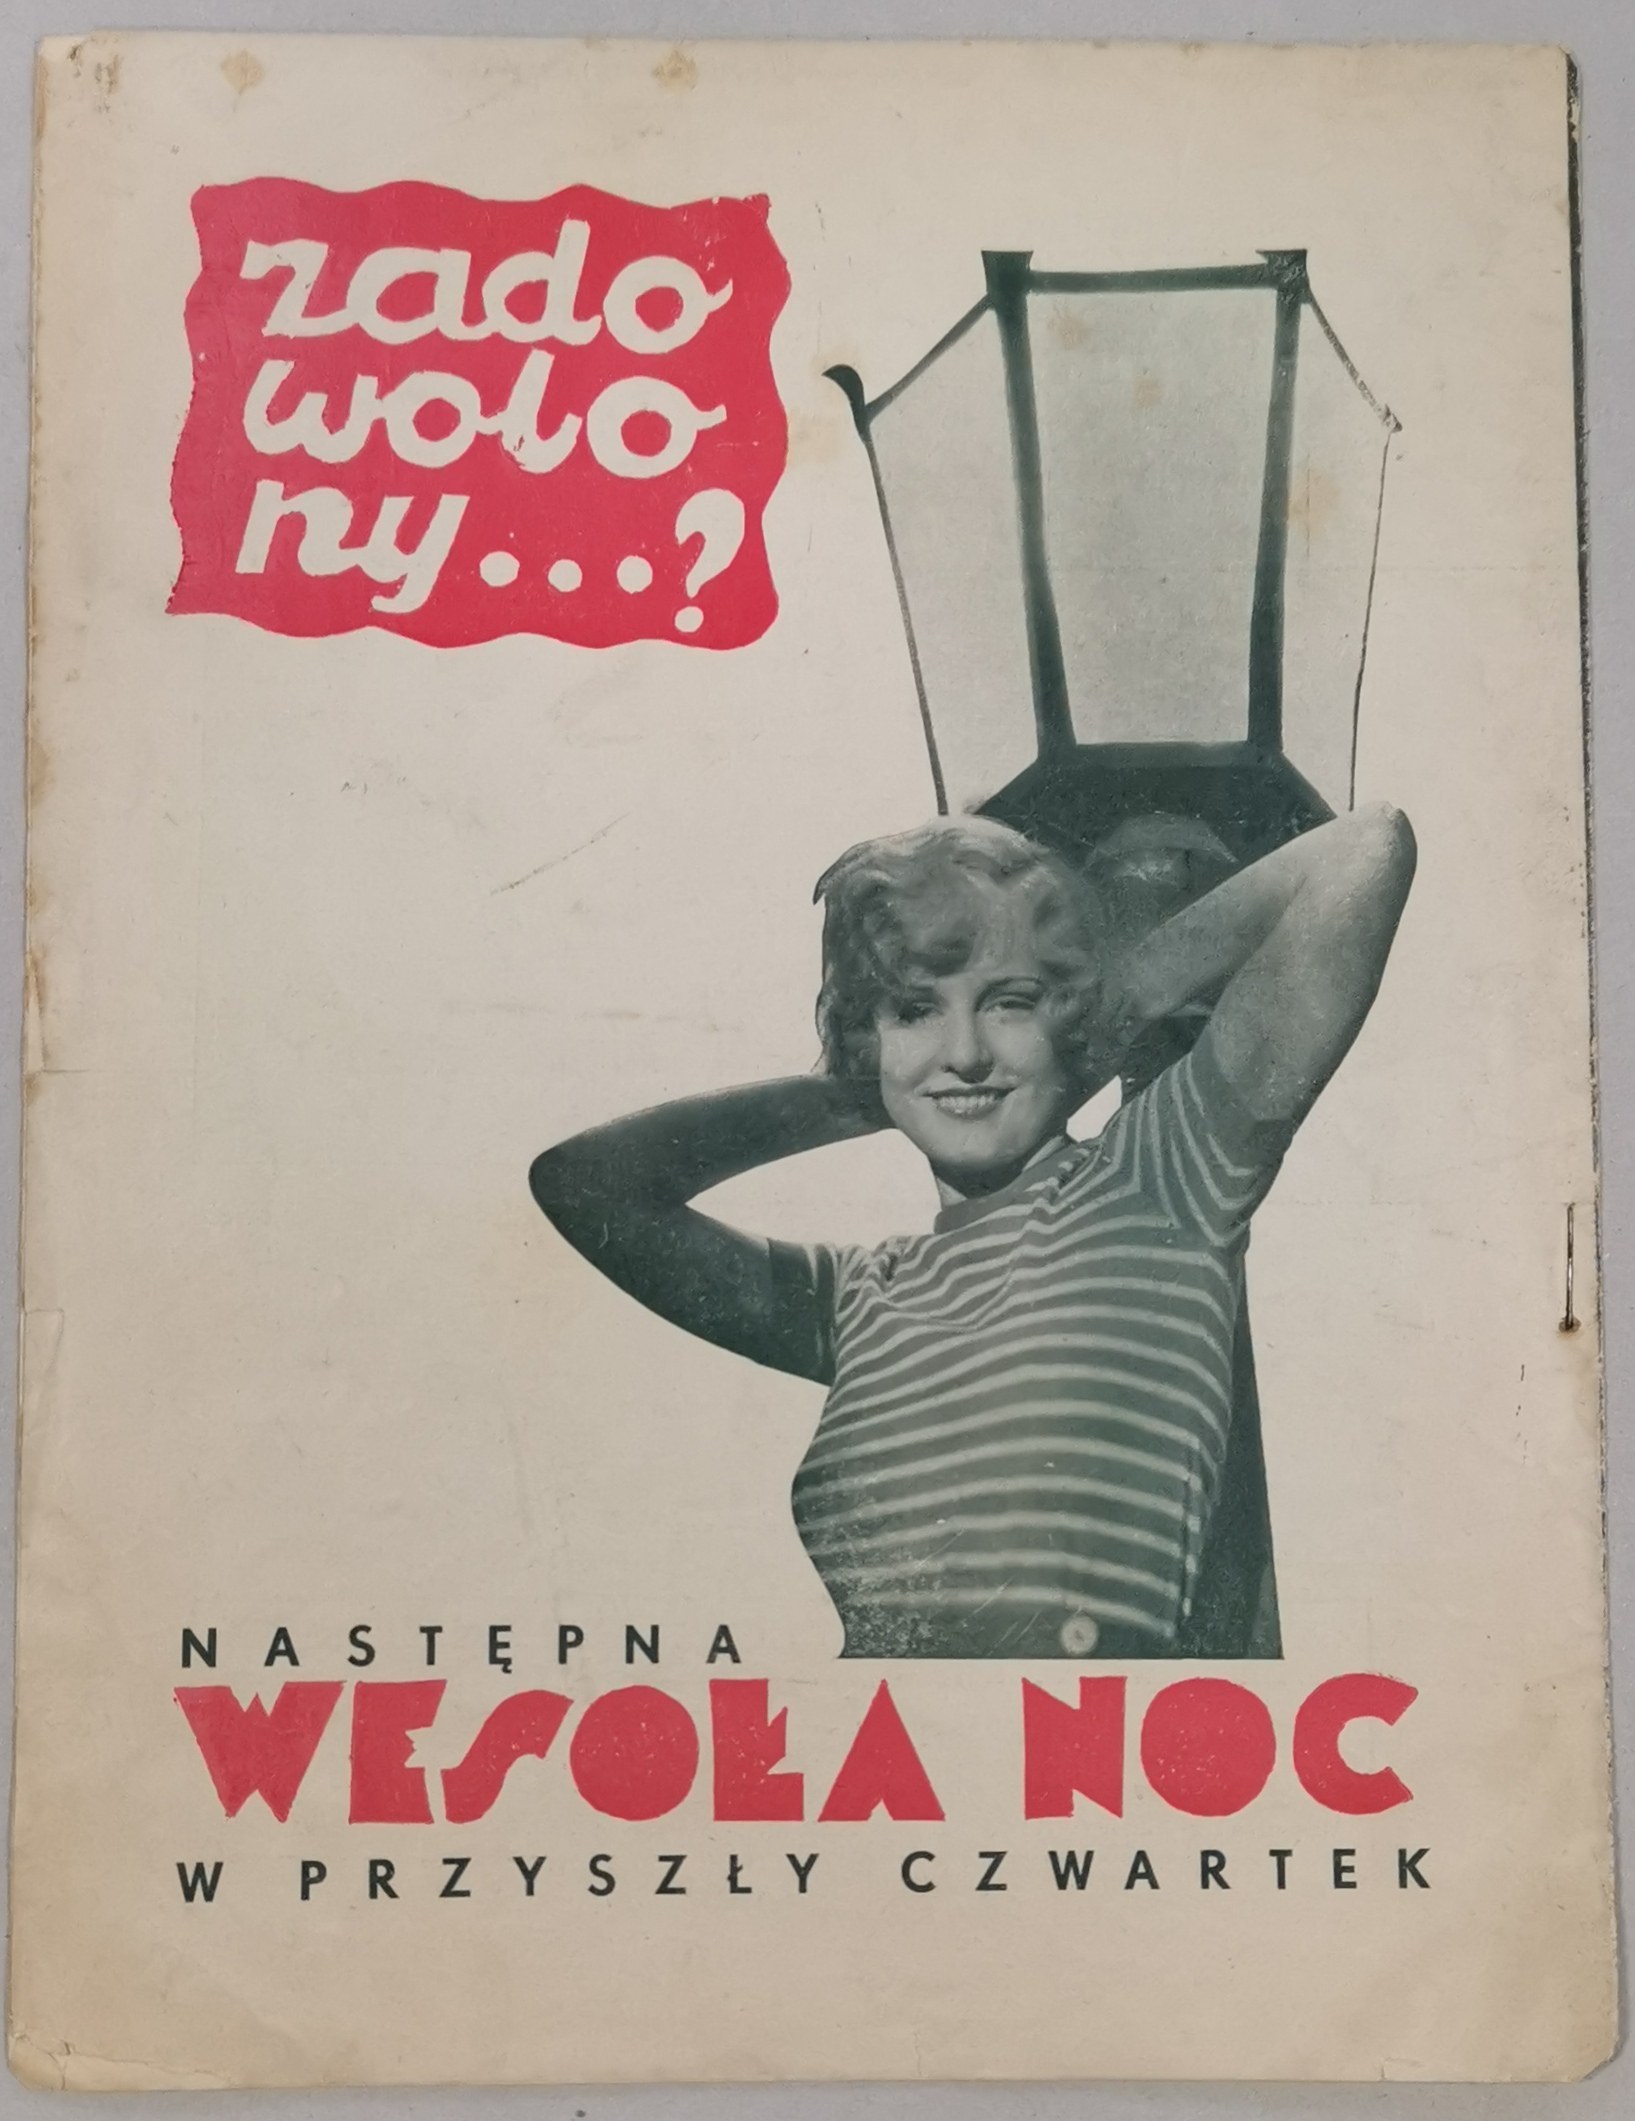 zado
wolo
ny...?
NASTĘPNA
WESOŁA NOC
W PRZYSZŁY CZWARTEK